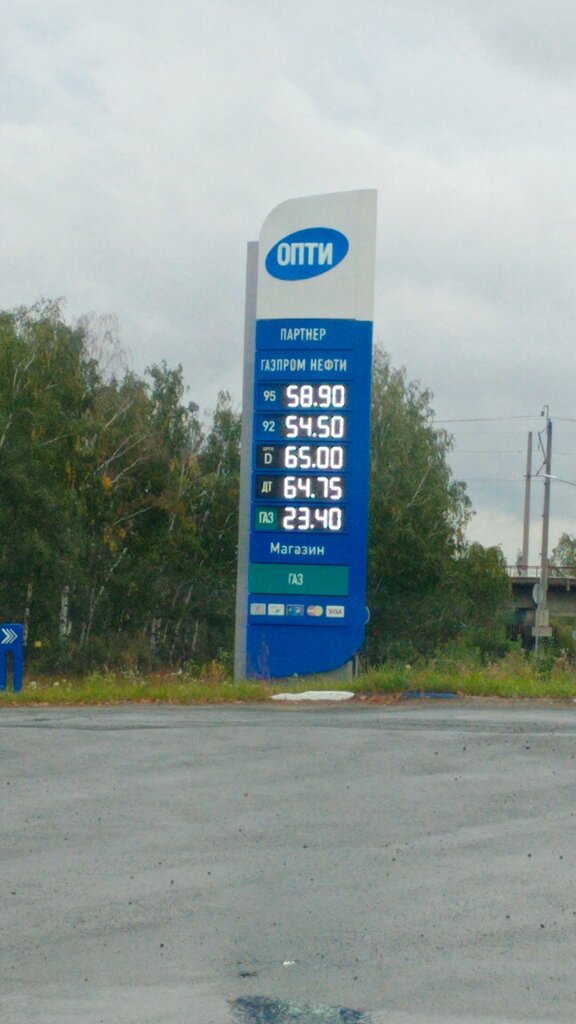 ОПТИ
ПАРТНЕР
ГАЗПРОМ НЕФТИ
95 58.90
92 54.50
D 65.00
ДТ 64.75
ГАЗ 23.40
Магазин
ГАЗ
VISA